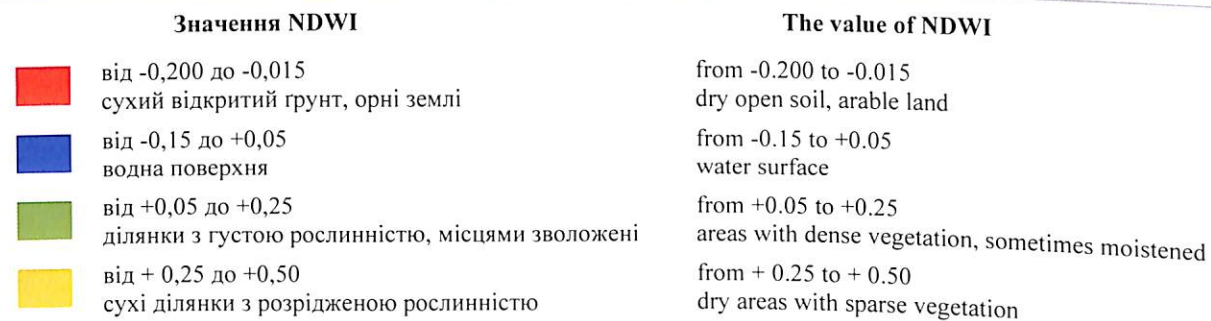 Значення NDWI
The value of NDWI
від -0,200 до -0,015
сухий відкритий ґрунт, орні землі
from -0.200 to -0.015
dry open soil, arable land
від -0,15 до +0,05
водна поверхня
from -0.15 to +0.05
water surface
від +0,05 до +0,25
ділянки з густою рослинністю, місцями зволожені
from +0.05 to +0.25
areas with dense vegetation, sometimes moistened
від + 0,25 до +0,50
сухі ділянки з розрідженою рослинністю
from + 0.25 to + 0.50
dry areas with sparse vegetation